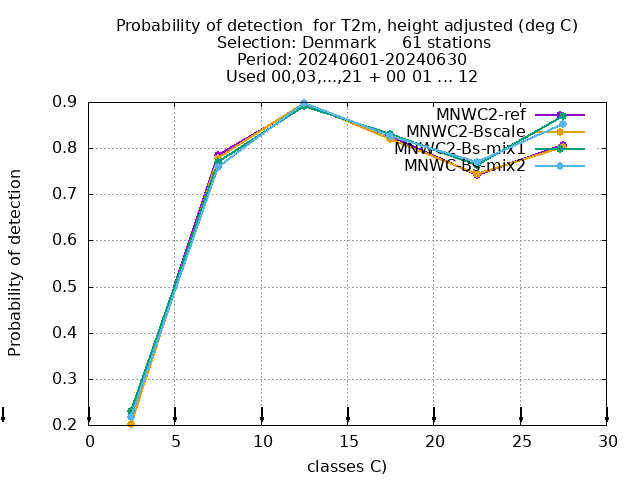 Probability of detection  for T2m, height adjusted (deg C)
Selection: Denmark     61 stations
Period: 20240601-20240630
Used 00,03,...,21 + 00 01 ... 12
0.9
0.8
0.7
0.6
0.5
0.4
0.3
0.2
Probability of detection
MNWC2-ref
MNWC2-Bscale
MNWC2-Bs-mix1
MNWC-Bs-mix2
0 5 10 15 20 25 30
classes C)